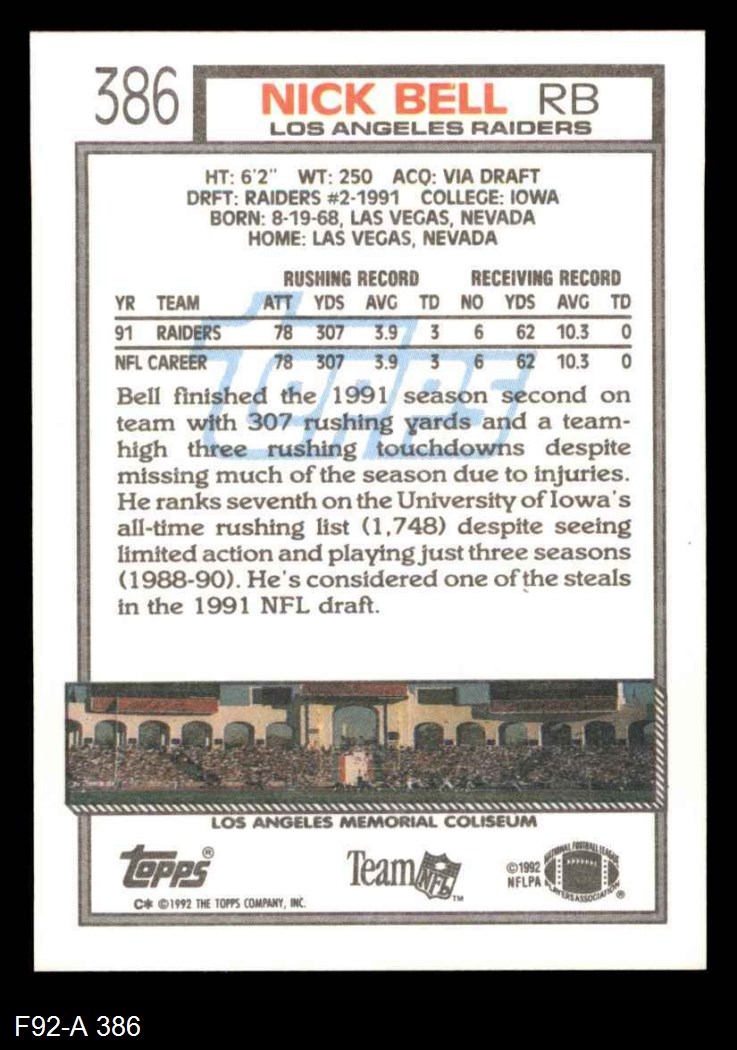 386
NICK BELL RB
LOS ANGELES RAIDERS
HT: 6'2" WT: 250 ACQ: VIA DRAFT
DRFT: RAIDERS #2-1991 COLLEGE: IOWA
BORN: 8-19-68, LAS VEGAS, NEVADA
HOME: LAS VEGAS, NEVADA
RUSHING RECORD RECEIVING RECORD
YR TEAM ATT YDS AVG TD NO YDS AVG TD
91 RAIDERS 78 307 3.9 3 6 62 10.3 0
NFL CAREER 78 307 3.9 3 6 62 10.3 0
topps
Bell finished the 1991 season second on
team with 307 rushing yards and a team-
high three rushing touchdowns despite
missing much of the season due to injuries.
He ranks seventh on the University of Iowa's
all-time rushing list (1,748) despite seeing
limited action and playing just three seasons
(1988-90). He's considered one of the steals
in the 1991 NFL draft.
LOS ANGELES MEMORIAL COLISEUM
topps®
Team NFL™
©1992
NFLPA
NATIONAL FOOTBALL LEAGUE
PLAYERS ASSOCIATION ®
C* ©1992 THE TOPPS COMPANY, INC.
F92-A 386